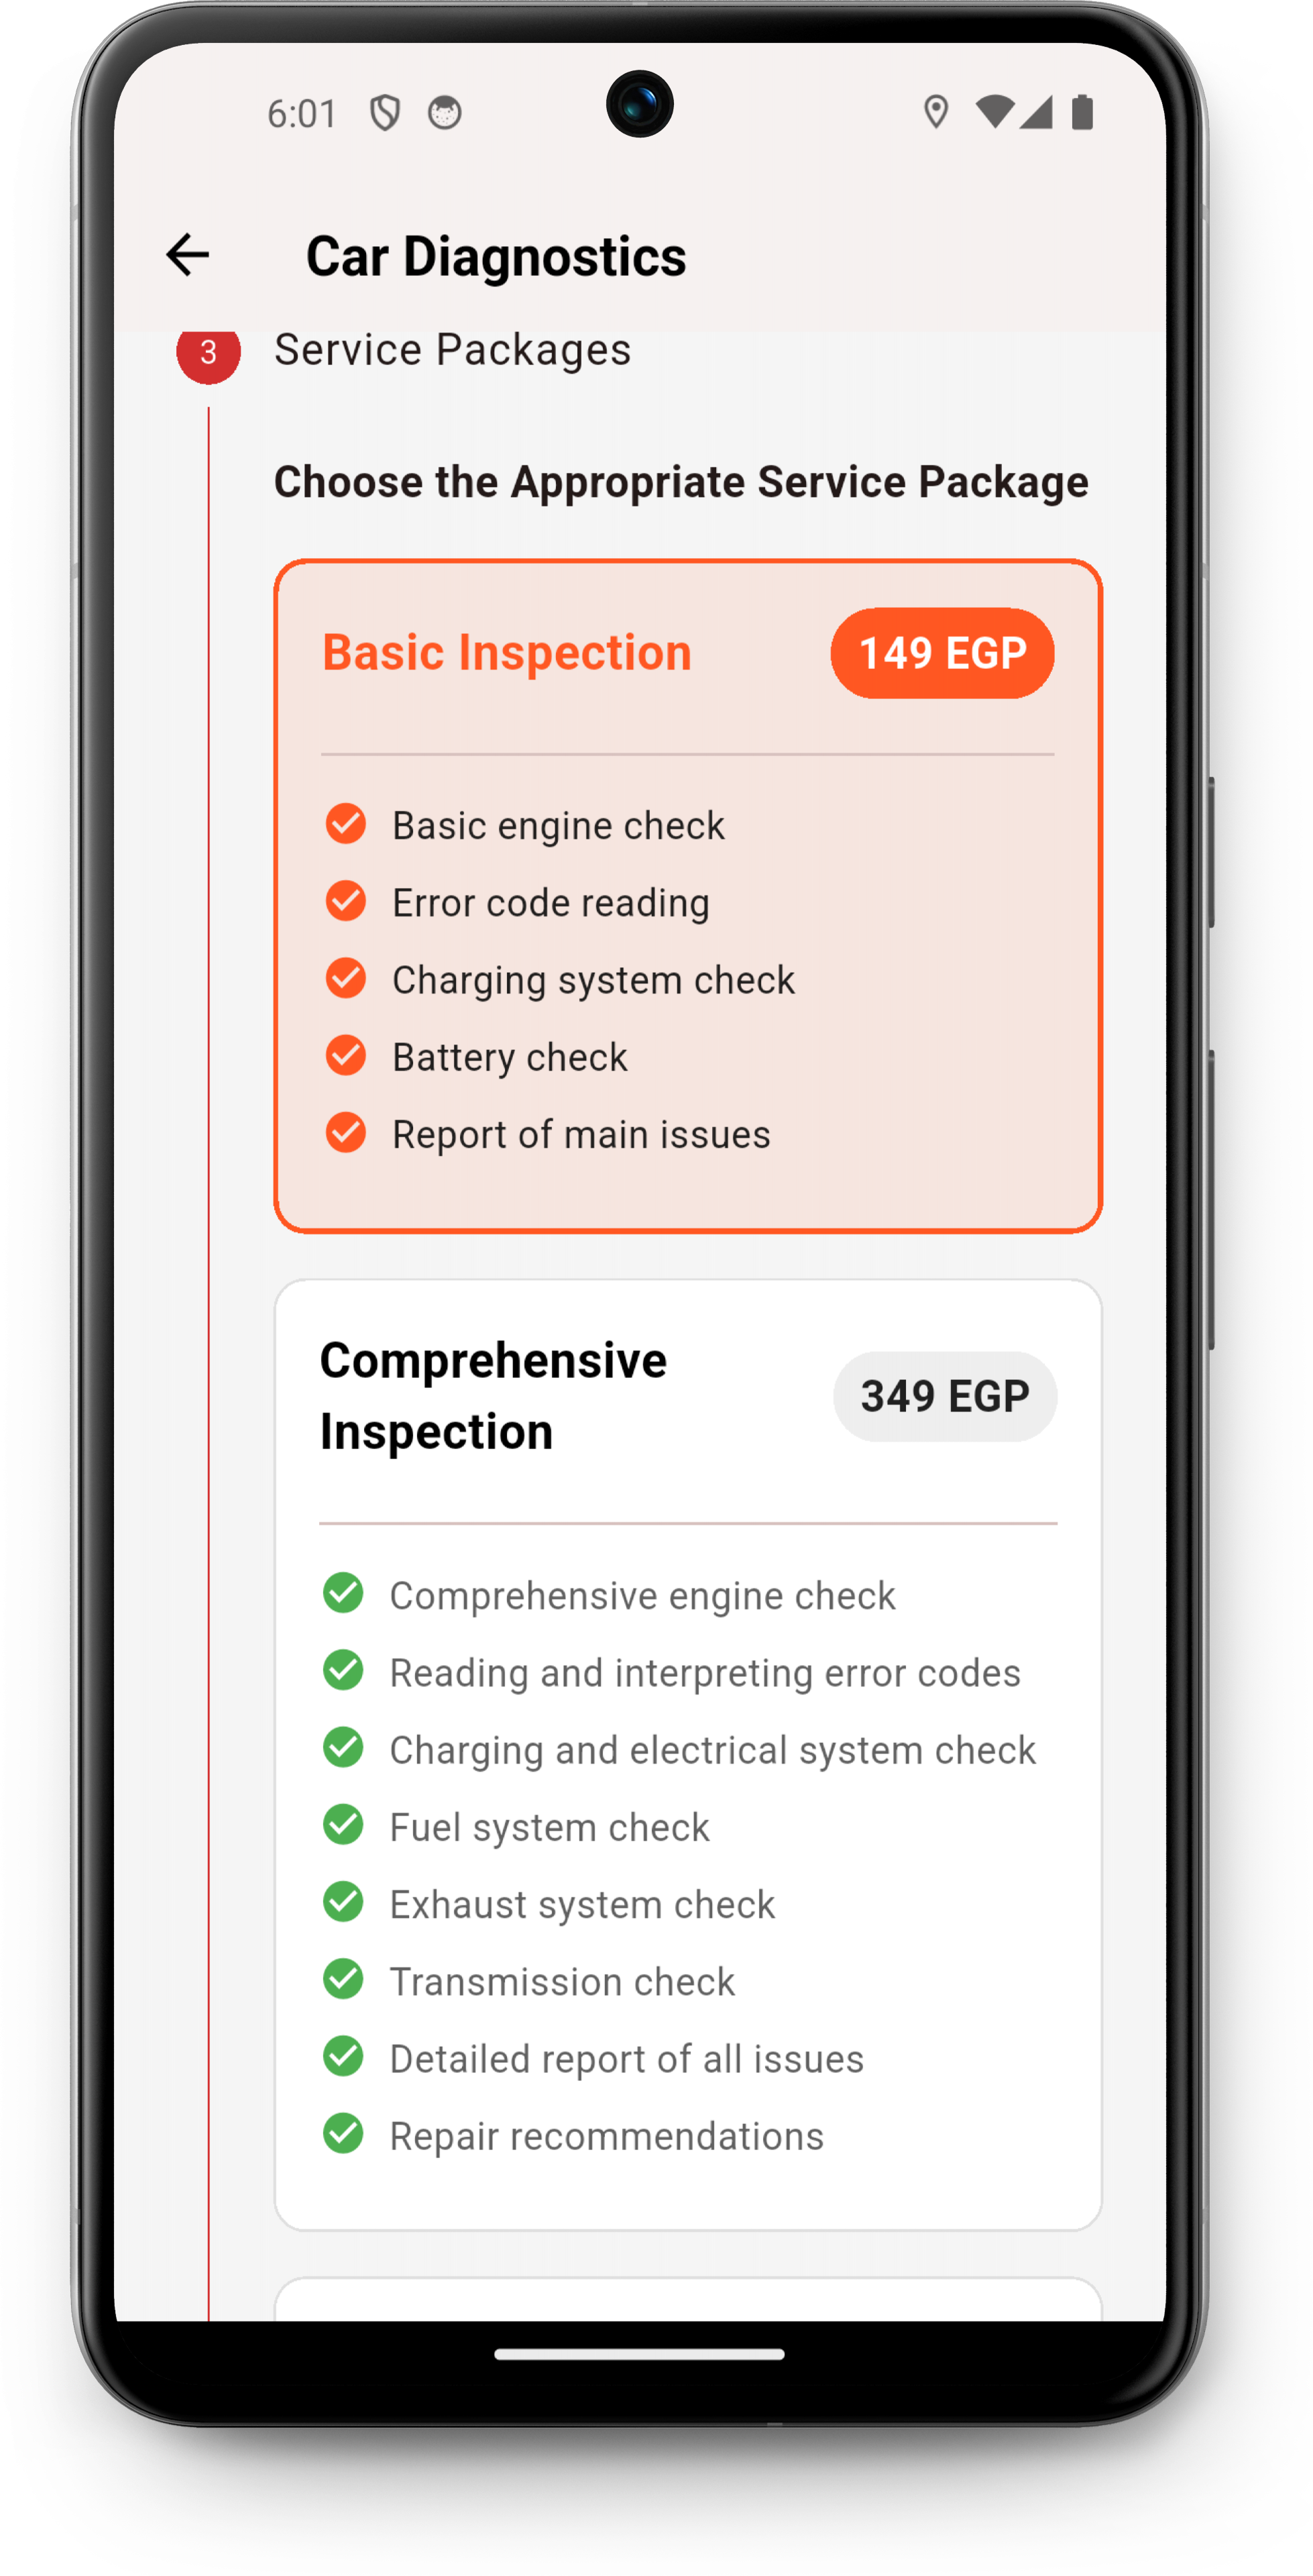 6:01
Car Diagnostics
3
Service Packages
Choose the Appropriate Service Package
Basic Inspection
149 EGP
Basic engine check
Error code reading
Charging system check
Battery check
Report of main issues
Comprehensive
Inspection
349 EGP
Comprehensive engine check
Reading and interpreting error codes
Charging and electrical system check
Fuel system check
Exhaust system check
Transmission check
Detailed report of all issues
Repair recommendations